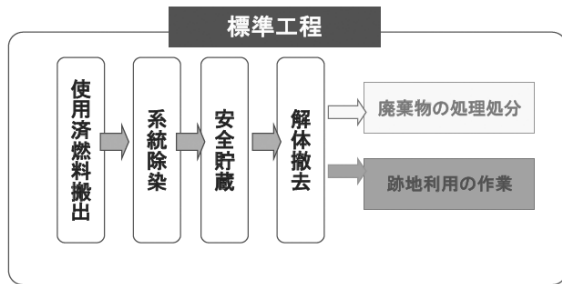 標準工程
使用済燃料搬出
系統除染
安全貯蔵
解体撤去
廃棄物の処理処分
跡地利用の作業